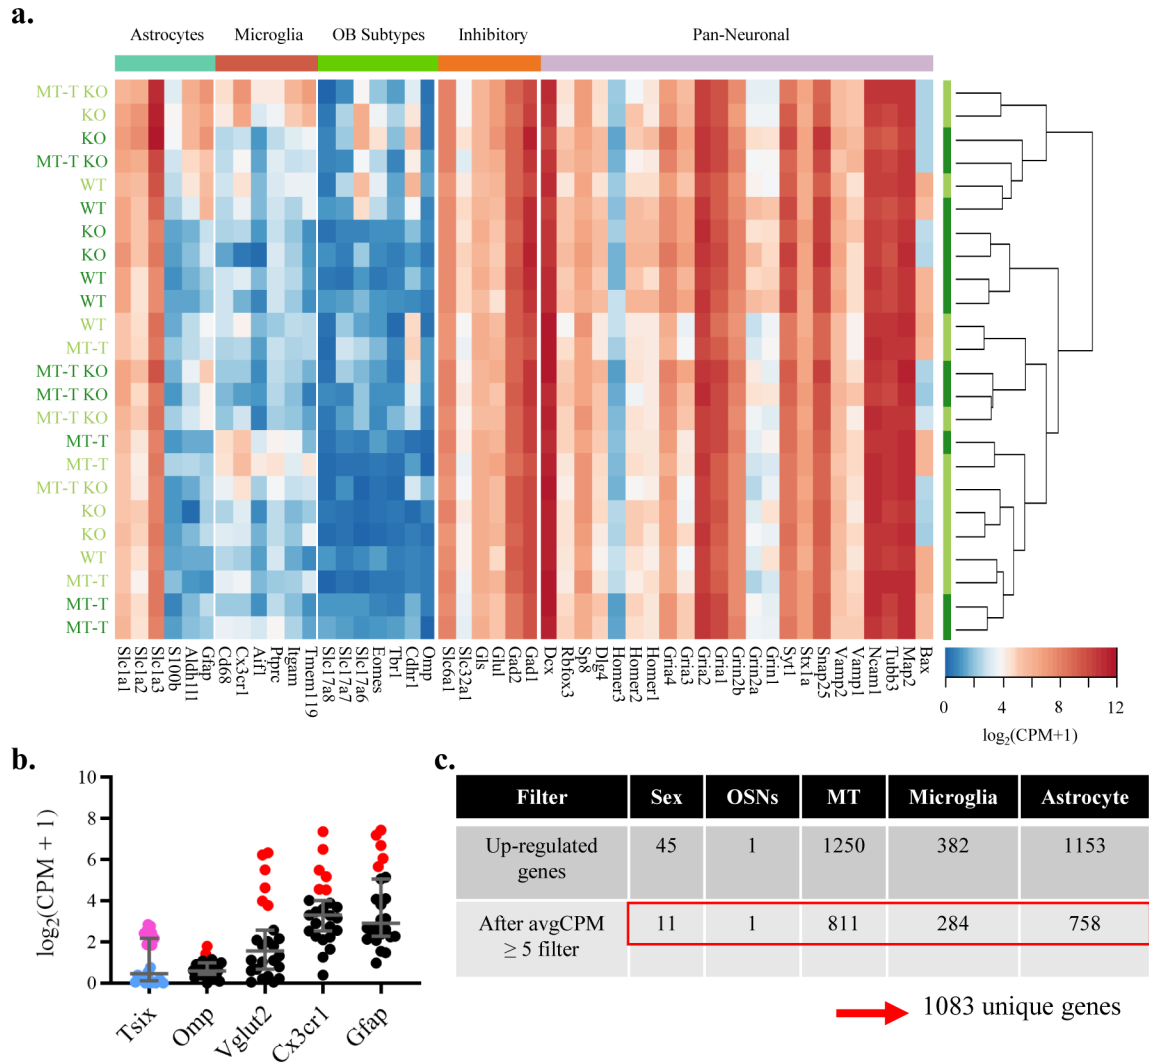 a.
Astrocytes Microglia OB Subtypes Inhibitory Pan-Neuronal
MT-T KO
KO
KO
MT-T KO
WT
WT
KO
KO
WT
WT
WT
MT-T
MT-T KO
MT-T KO
MT-T KO
MT-T
MT-T
MT-T KO
KO
KO
WT
MT-T
MT-T
MT-T
Slc1a1
Slc1a2
Slc1a3
S100b
Aldh1l1
Gfap
Cd68
Cx3cr1
Aif1
Ptprc
Itgam
Tmem119
Slc17a8
Slc17a7
Slc17a6
Eomes
Tbr1
Cdhr1
Omp
Slc6a1
Slc32a1
Gls
Glul
Gad2
Gad1
Dcx
Rbfox3
Sp8
Dlg4
Homer3
Homer2
Homer1
Gria4
Gria3
Gria2
Gria1
Grin2b
Grin2a
Grin1
Syt1
Stx1a
Snap25
Vamp2
Vamp1
Ncam1
Tubb3
Map2
Bax
0 4 8 12
log₂(CPM+1)
b.
log₂(CPM + 1)
10
8
6
4
2
0
Tsix
Omp
Vglut2
Cx3cr1
Gfap
c.
Filter Sex OSNs MT Microglia Astrocyte
Up-regulated
genes
45 1 1250 382 1153
After avgCPM
≥ 5 filter
11 1 811 284 758
1083 unique genes